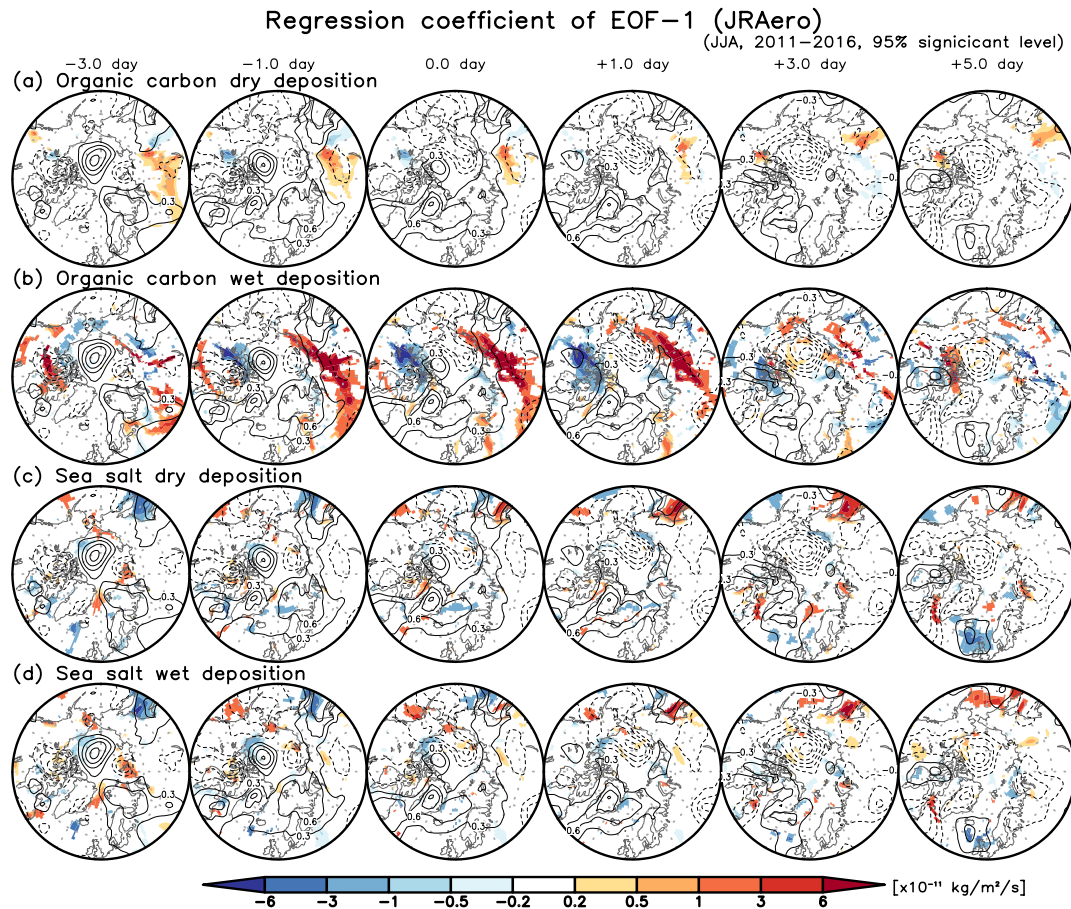 Regression coefficient of EOF−1 (JRAero)
(JJA, 2011−2016, 95% signicicant level)
−3.0 day −1.0 day 0.0 day +1.0 day +3.0 day +5.0 day
(a) Organic carbon dry deposition
(b) Organic carbon wet deposition
(c) Sea salt dry deposition
(d) Sea salt wet deposition
−6 −3 −1 −0.5 −0.2 0.2 0.5 1 3 6 [x10⁻¹¹ kg/m²/s]